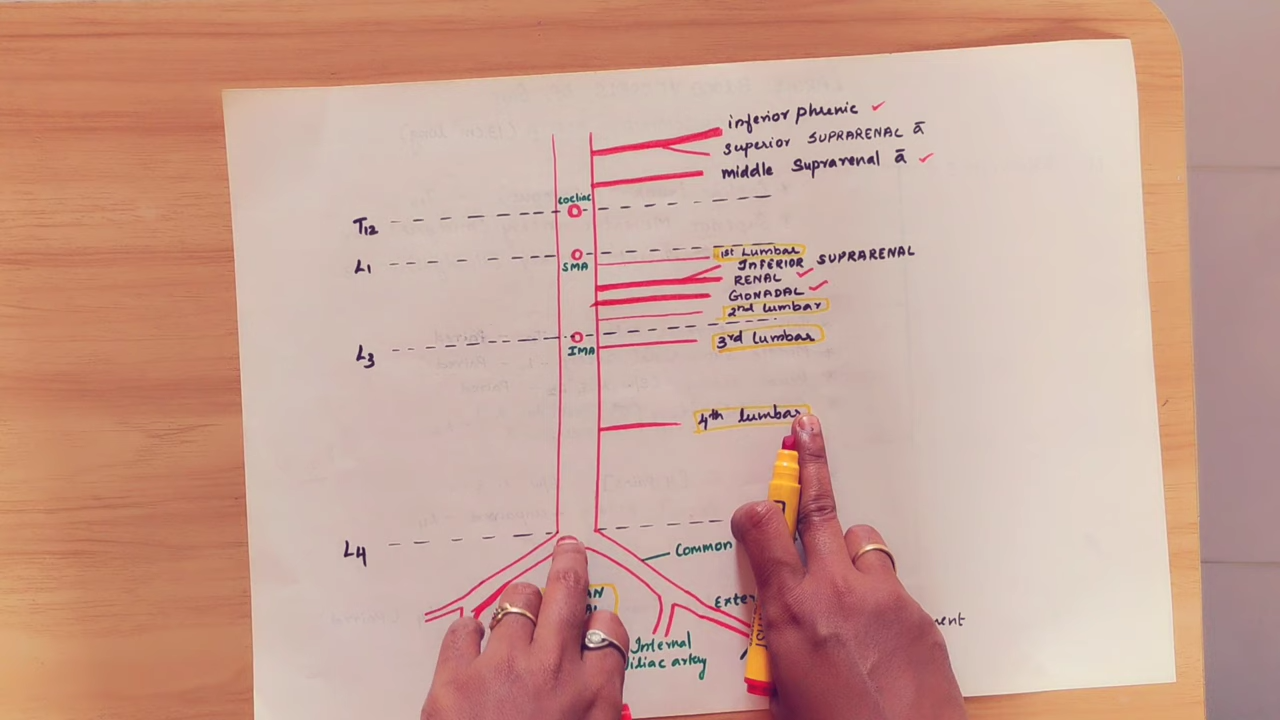 inferior phrenic ✓
superior SUPRARENAL ā
middle Suprarenal ā ✓
coeliac
T12
L1
SMA
1st Lumbar
INFERIOR SUPRARENAL
RENAL ✓
GONADAL ✓
2nd lumbar
L3
IMA
3rd lumbar
4th lumbar
L4
Common
Internal
iliac artery